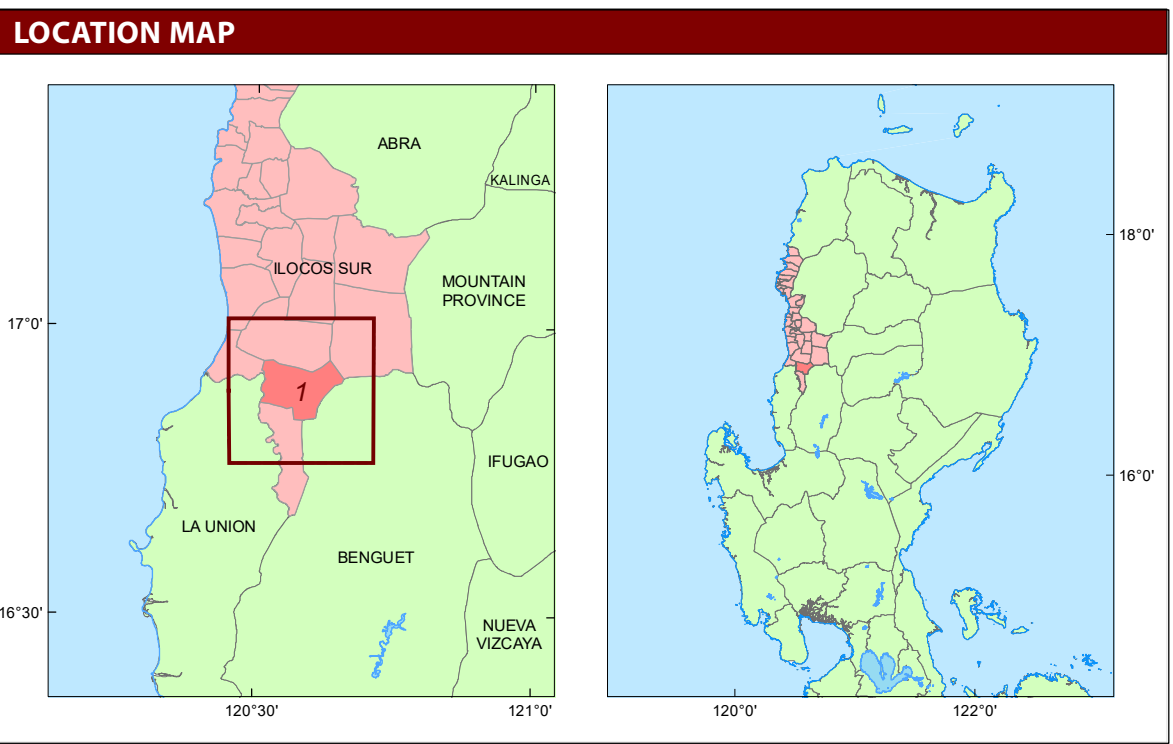 LOCATION MAP
ABRA
KALINGA
ILOCOS SUR
MOUNTAIN
PROVINCE
17°0'
1
IFUGAO
LA UNION
BENGUET
16°30'
NUEVA
VIZCAYA
120°30'
121°0'
18°0'
16°0'
120°0'
122°0'